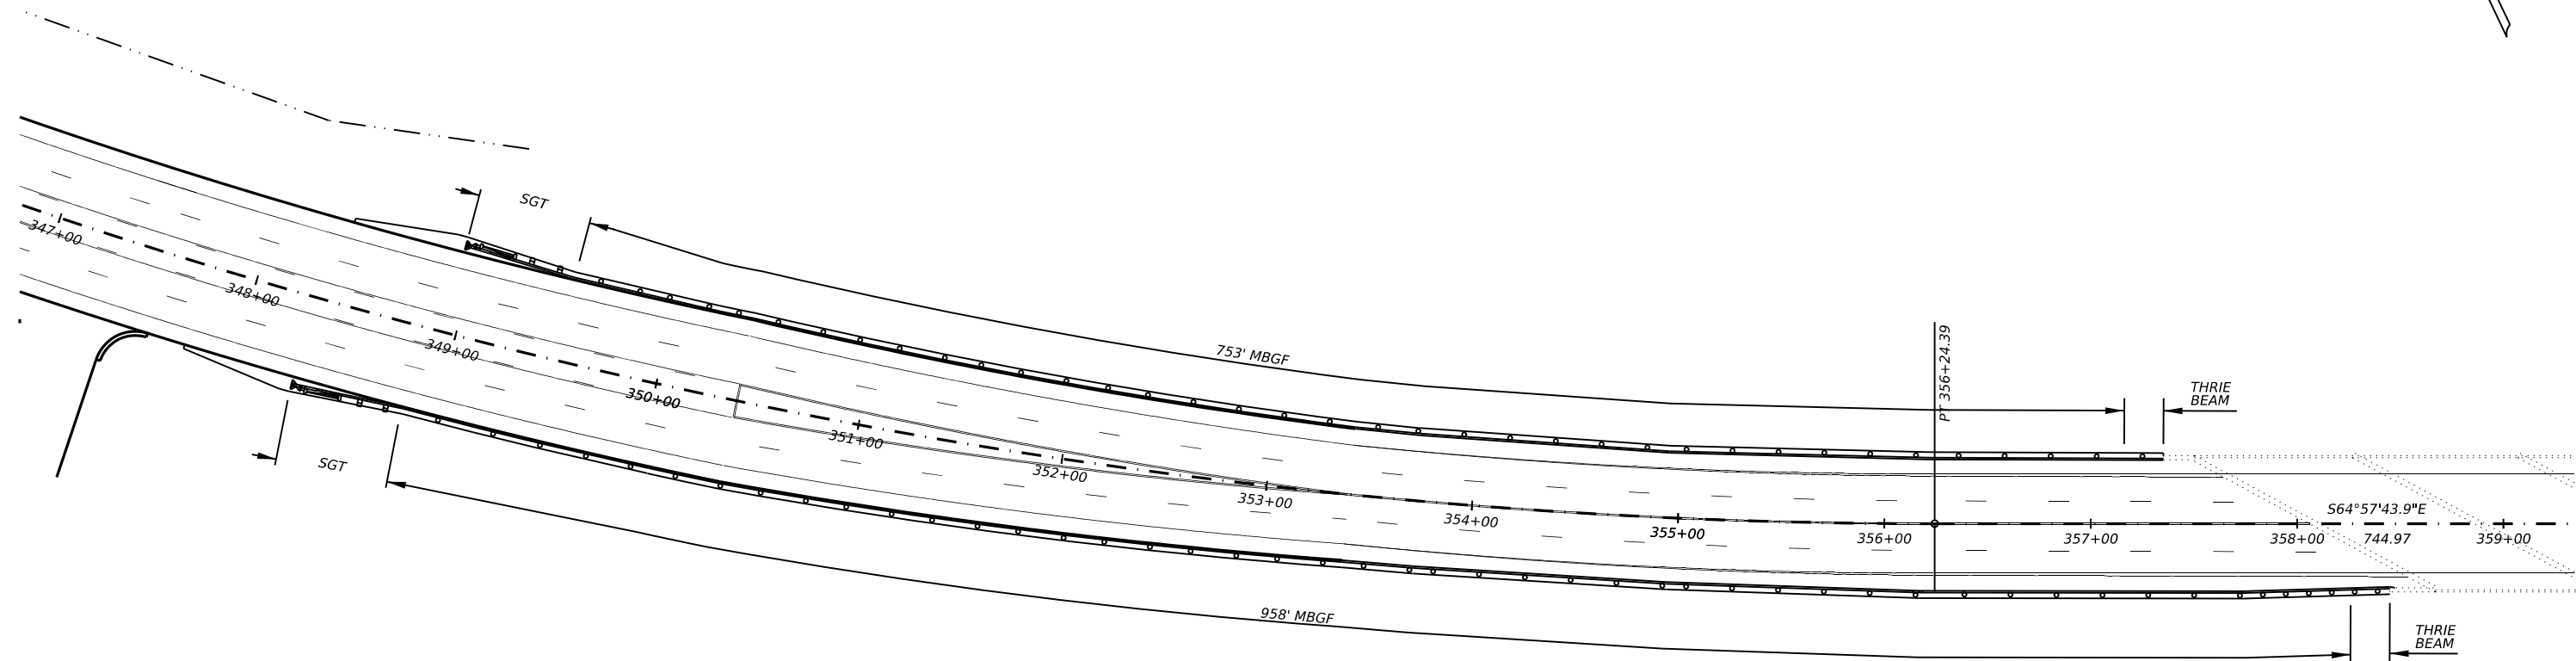 SGT
347+00
348+00
349+00
350+00
351+00
352+00
353+00
354+00
355+00
356+00
357+00
358+00
359+00
753' MBGF
PT 356+24.39
THRIE
BEAM
S64°57'43.9"E
744.97
SGT
958' MBGF
THRIE
BEAM